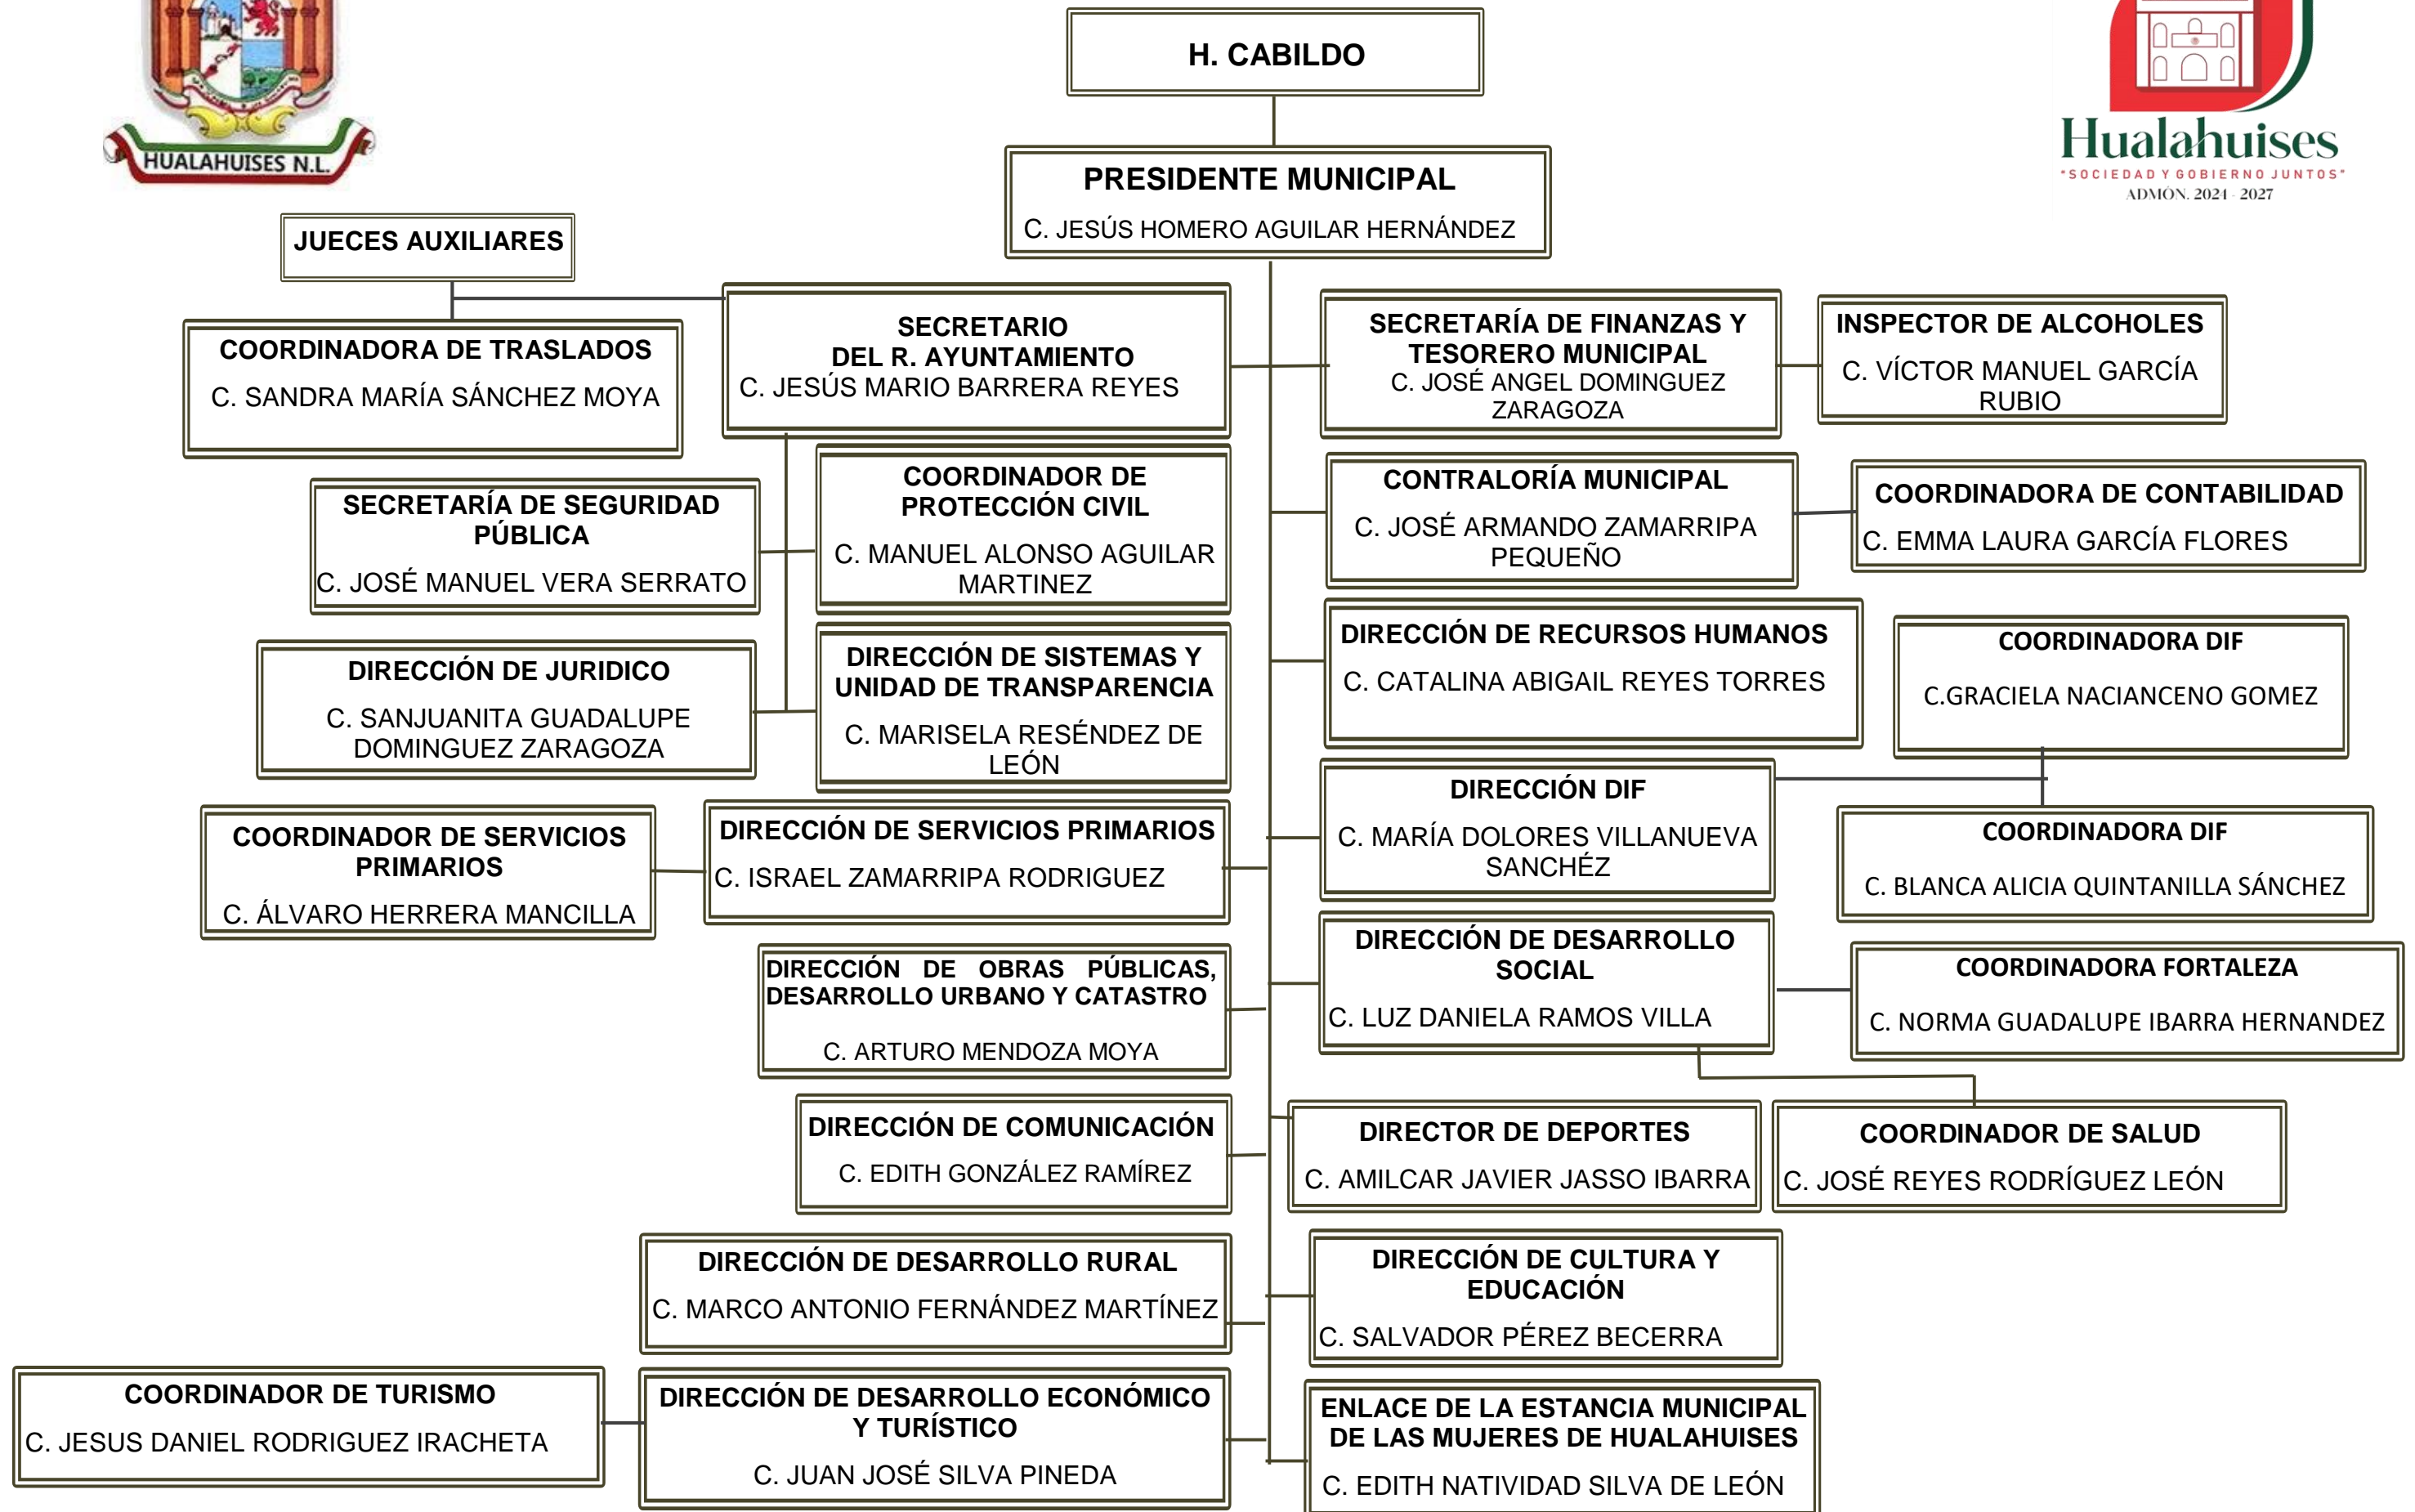 H. CABILDO
HUALAHUISES N.L.
Hualahuises
"SOCIEDAD Y GOBIERNO JUNTOS"
ADMÓN. 2024 - 2027
PRESIDENTE MUNICIPAL
C. JESÚS HOMERO AGUILAR HERNÁNDEZ
JUECES AUXILIARES
COORDINADORA DE TRASLADOS
C. SANDRA MARÍA SÁNCHEZ MOYA
SECRETARIO
DEL R. AYUNTAMIENTO
C. JESÚS MARIO BARRERA REYES
SECRETARÍA DE FINANZAS Y
TESORERO MUNICIPAL
C. JOSÉ ANGEL DOMINGUEZ
ZARAGOZA
INSPECTOR DE ALCOHOLES
C. VÍCTOR MANUEL GARCÍA
RUBIO
SECRETARÍA DE SEGURIDAD
PÚBLICA
C. JOSÉ MANUEL VERA SERRATO
COORDINADOR DE
PROTECCIÓN CIVIL
C. MANUEL ALONSO AGUILAR
MARTINEZ
CONTRALORÍA MUNICIPAL
C. JOSÉ ARMANDO ZAMARRIPA
PEQUEÑO
COORDINADORA DE CONTABILIDAD
C. EMMA LAURA GARCÍA FLORES
DIRECCIÓN DE JURIDICO
C. SANJUANITA GUADALUPE
DOMINGUEZ ZARAGOZA
DIRECCIÓN DE SISTEMAS Y
UNIDAD DE TRANSPARENCIA
C. MARISELA RESÉNDEZ DE
LEÓN
DIRECCIÓN DE RECURSOS HUMANOS
C. CATALINA ABIGAIL REYES TORRES
COORDINADORA DIF
C.GRACIELA NACIANCENO GOMEZ
COORDINADOR DE SERVICIOS
PRIMARIOS
C. ÁLVARO HERRERA MANCILLA
DIRECCIÓN DE SERVICIOS PRIMARIOS
C. ISRAEL ZAMARRIPA RODRIGUEZ
DIRECCIÓN DIF
C. MARÍA DOLORES VILLANUEVA
SANCHÉZ
COORDINADORA DIF
C. BLANCA ALICIA QUINTANILLA SÁNCHEZ
DIRECCIÓN DE OBRAS PÚBLICAS,
DESARROLLO URBANO Y CATASTRO
C. ARTURO MENDOZA MOYA
DIRECCIÓN DE DESARROLLO
SOCIAL
C. LUZ DANIELA RAMOS VILLA
COORDINADORA FORTALEZA
C. NORMA GUADALUPE IBARRA HERNANDEZ
DIRECCIÓN DE COMUNICACIÓN
C. EDITH GONZÁLEZ RAMÍREZ
DIRECTOR DE DEPORTES
C. AMILCAR JAVIER JASSO IBARRA
COORDINADOR DE SALUD
C. JOSÉ REYES RODRÍGUEZ LEÓN
DIRECCIÓN DE DESARROLLO RURAL
C. MARCO ANTONIO FERNÁNDEZ MARTÍNEZ
DIRECCIÓN DE CULTURA Y
EDUCACIÓN
C. SALVADOR PÉREZ BECERRA
COORDINADOR DE TURISMO
C. JESUS DANIEL RODRIGUEZ IRACHETA
DIRECCIÓN DE DESARROLLO ECONÓMICO
Y TURÍSTICO
C. JUAN JOSÉ SILVA PINEDA
ENLACE DE LA ESTANCIA MUNICIPAL
DE LAS MUJERES DE HUALAHUISES
C. EDITH NATIVIDAD SILVA DE LEÓN